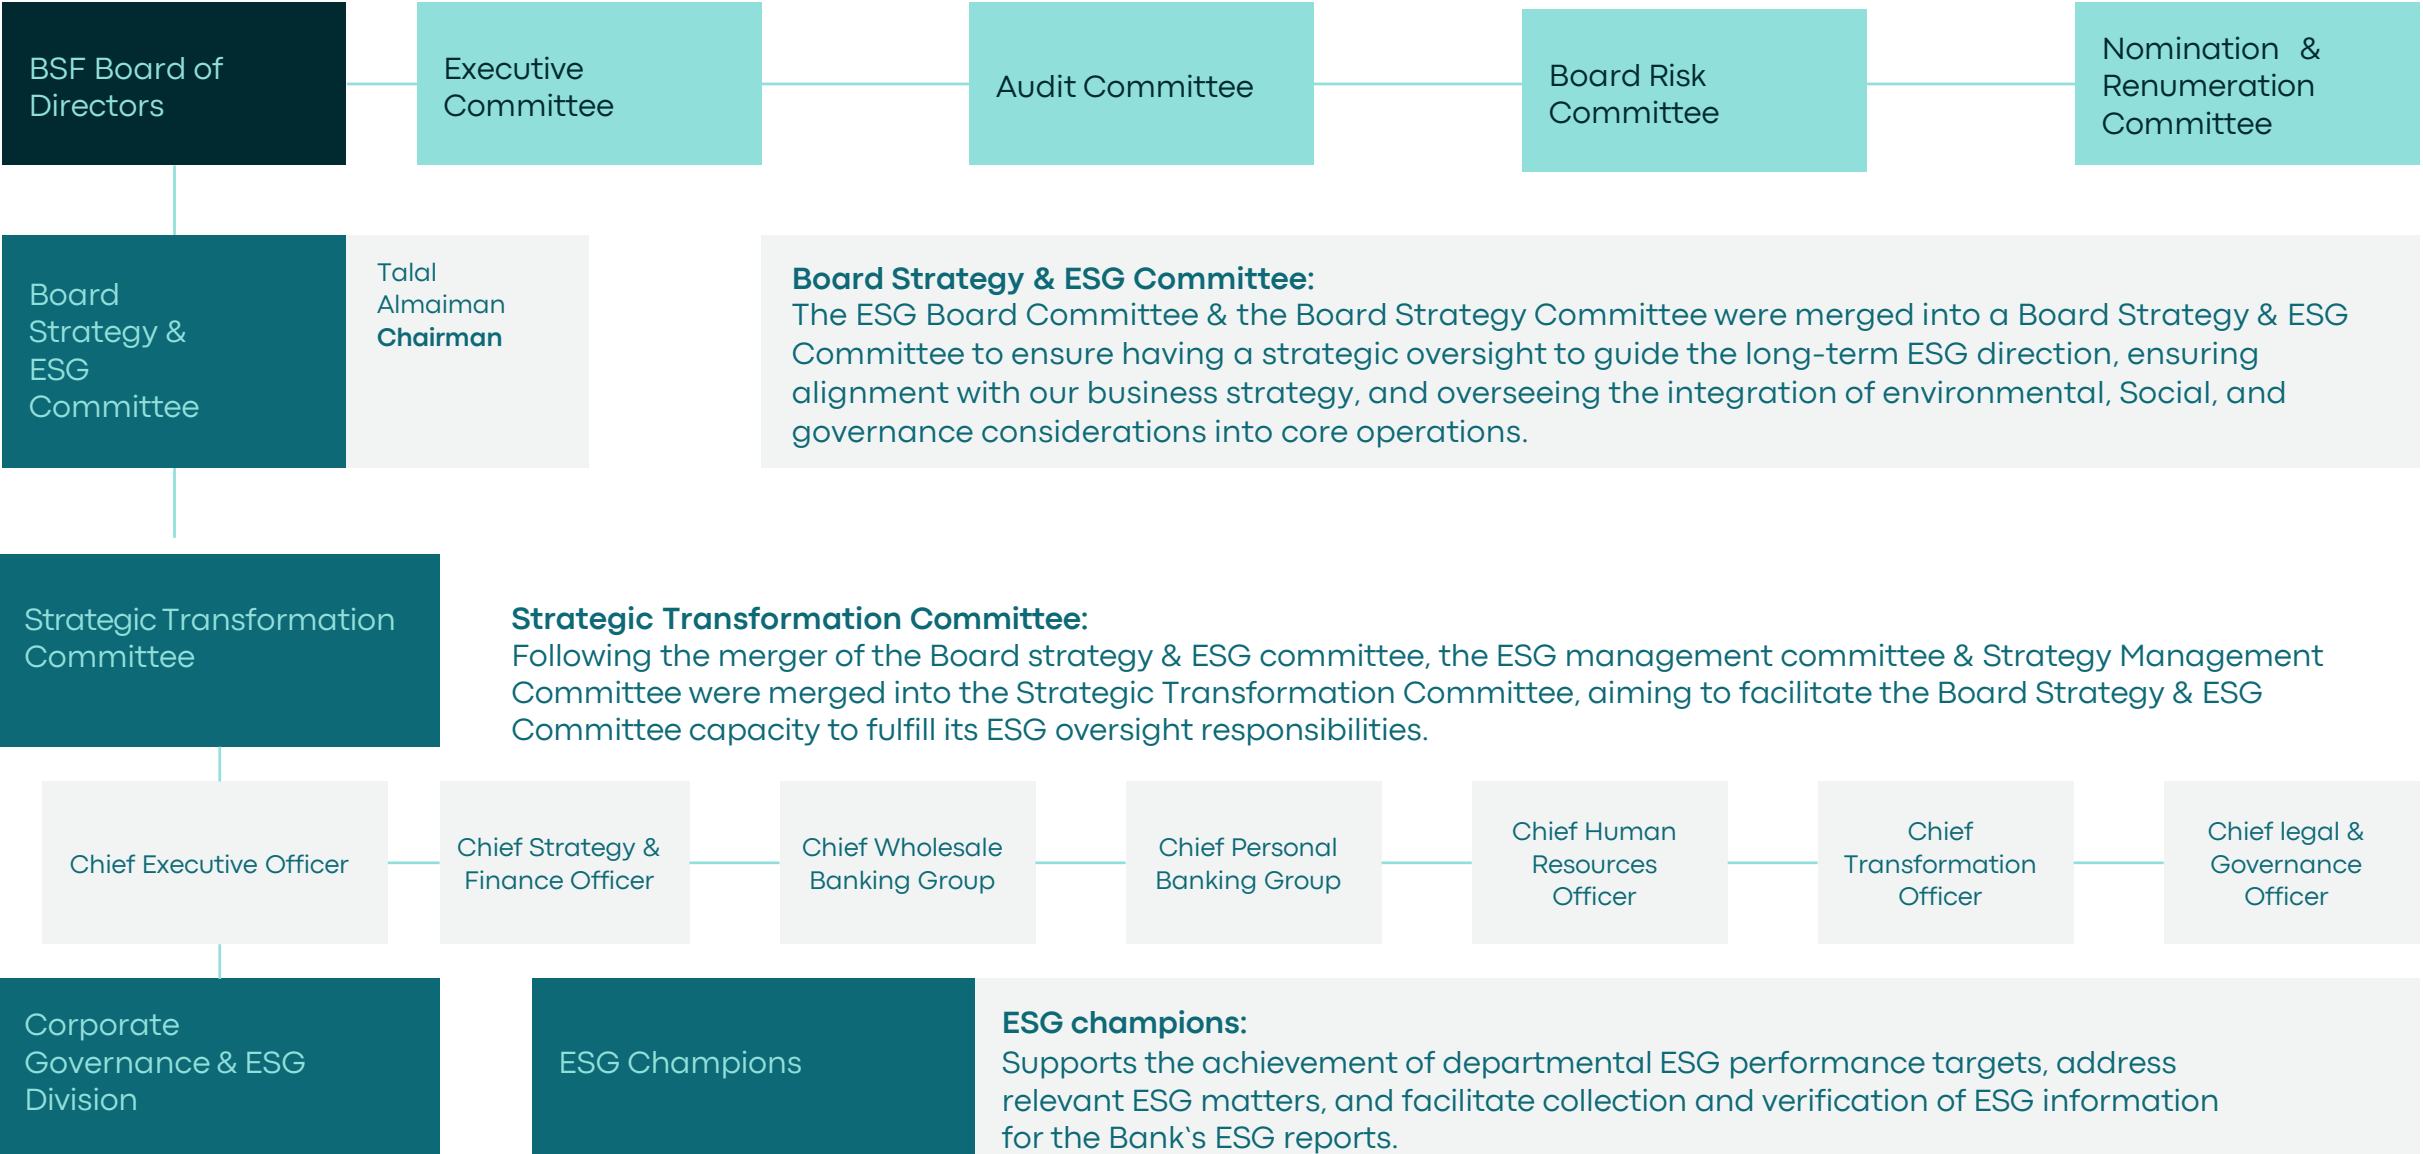 BSF Board of
Directors
Executive
Committee
Audit Committee
Board Risk
Committee
Nomination &
Renumeration
Committee
Board
Strategy &
ESG
Committee
Talal
Almaiman
Chairman
Board Strategy & ESG Committee:
The ESG Board Committee & the Board Strategy Committee were merged into a Board Strategy & ESG
Committee to ensure having a strategic oversight to guide the long-term ESG direction, ensuring
alignment with our business strategy, and overseeing the integration of environmental, Social, and
governance considerations into core operations.
Strategic Transformation
Committee
Strategic Transformation Committee:
Following the merger of the Board strategy & ESG committee, the ESG management committee & Strategy Management
Committee were merged into the Strategic Transformation Committee, aiming to facilitate the Board Strategy & ESG
Committee capacity to fulfill its ESG oversight responsibilities.
Chief Executive Officer
Chief Strategy &
Finance Officer
Chief Wholesale
Banking Group
Chief Personal
Banking Group
Chief Human
Resources
Officer
Chief
Transformation
Officer
Chief legal &
Governance
Officer
Corporate
Governance & ESG
Division
ESG Champions
ESG champions:
Supports the achievement of departmental ESG performance targets, address
relevant ESG matters, and facilitate collection and verification of ESG information
for the Bank‛s ESG reports.